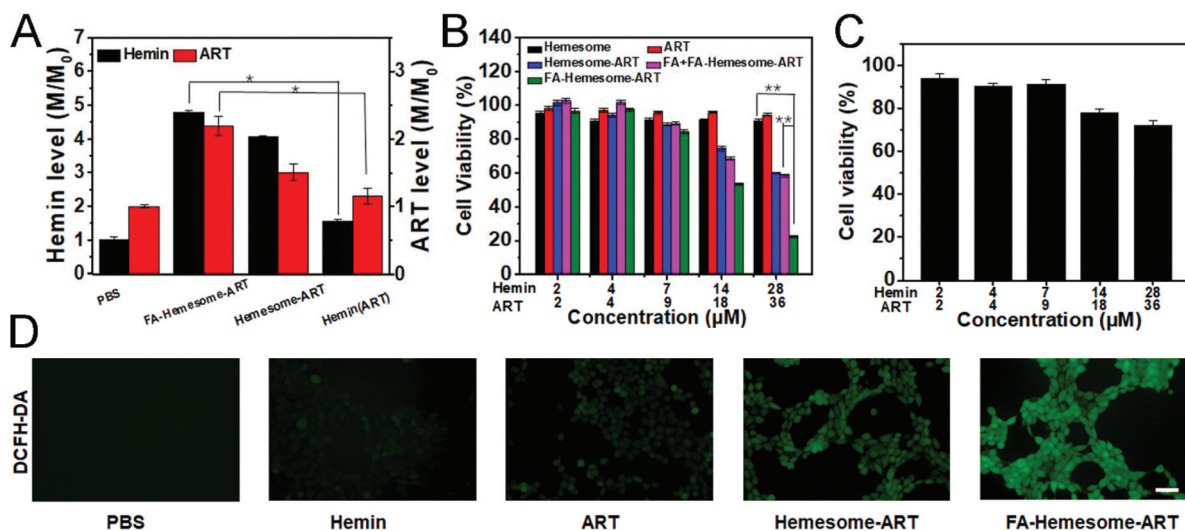 A
Hemin level (M/M0)
7
6
5
4
3
2
1
0
Hemin ART
*
*
ART level (M/M0)
3
2
1
0
PBS
FA-Hemesome-ART
Hemesome-ART
Hemin(ART)
B
Cell Viability (%)
140
120
100
80
60
40
20
0
Hemesome ART
Hemesome-ART FA+FA-Hemesome-ART
FA-Hemesome-ART
**
**
Hemin 2 4 7 14 28
ART 2 4 9 18 36
Concentration (µM)
C
Cell viability (%)
100
80
60
40
20
0
Hemin 2 4 7 14 28
ART 2 4 9 18 36
Concentration (µM)
D
DCFH-DA
PBS Hemin ART Hemesome-ART FA-Hemesome-ART